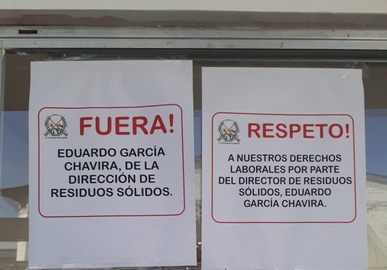 FUERA!
EDUARDO GARCÍA
CHAVIRA, DE LA
DIRECCIÓN DE
RESIDUOS SÓLIDOS.
RESPETO!
A NUESTROS DERECHOS
LABORALES POR PARTE
DEL DIRECTOR DE RESIDUOS
SÓLIDOS, EDUARDO
GARCÍA CHAVIRA.